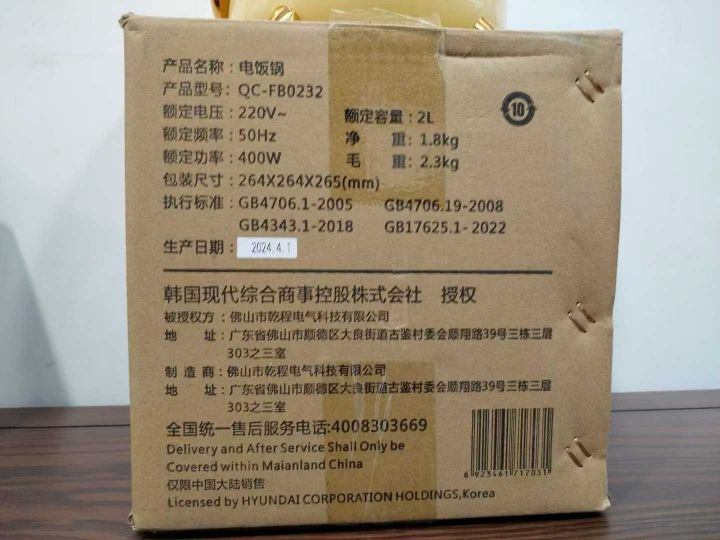 产品名称：电饭锅
产品型号：QC-FB0232
额定电压：220V~ 额定容量：2L
额定频率：50Hz 净 重：1.8kg
额定功率：400W 毛 重：2.3kg
包装尺寸：264X264X265(mm)
执行标准：GB4706.1-2005 GB4706.19-2008
GB4343.1-2018 GB17625.1-2022
生产日期：2024.4.1
10
韩国现代综合商事控股株式会社 授权
被授权方：佛山市乾程电气科技有限公司
地 址：广东省佛山市顺德区大良街道古鉴村委会顺翔路39号三栋三层
303之三室
制 造 商：佛山市乾程电气科技有限公司
地 址：广东省佛山市顺德区大良街道古鉴村委会顺翔路39号三栋三层
303之三室
全国统一售后服务电话:4008303669
Delivery and After Service Shall Only be
Covered within Maianland China
仅限中国大陆销售
Licensed by HYUNDAI CORPORATION HOLDINGS,Korea
6 923461 717031